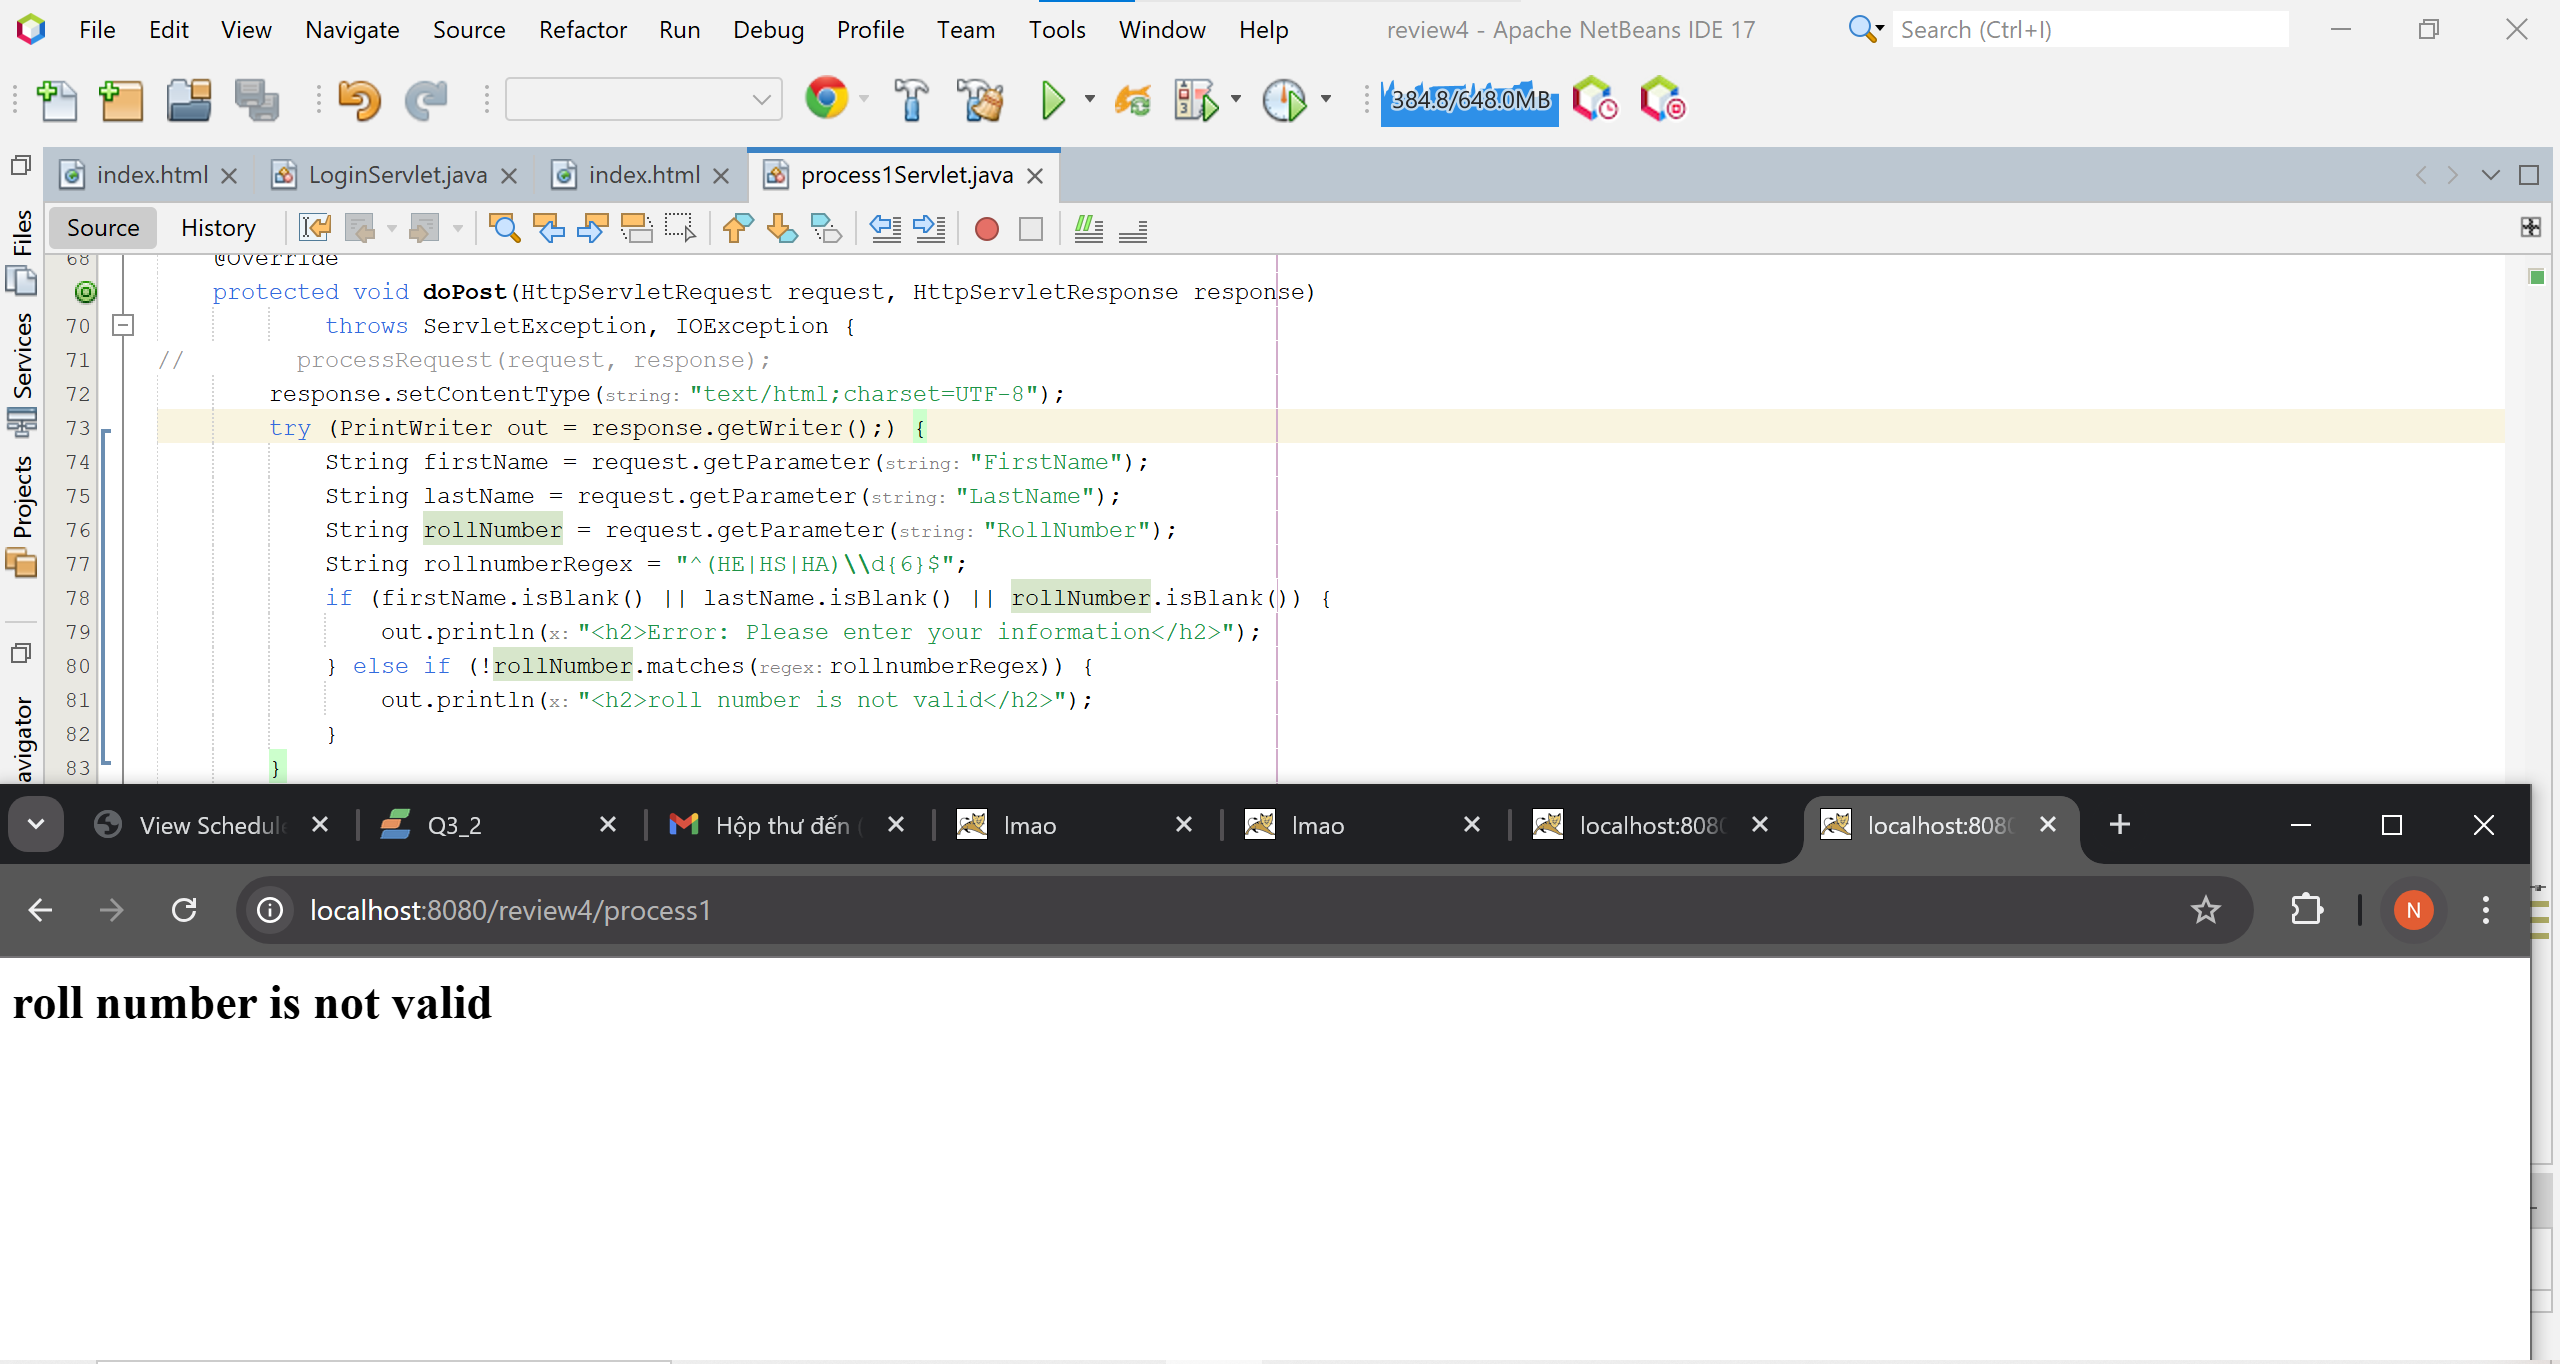 File Edit View Navigate Source Refactor Run Debug Profile Team Tools Window Help review4 - Apache NetBeans IDE 17 Search (Ctrl+I)
384.8/648.0MB
index.html LoginServlet.java index.html process1Servlet.java
Source History
Files
Services
Projects
avigator
68 @Override
protected void doPost(HttpServletRequest request, HttpServletResponse response)
70 throws ServletException, IOException {
71 // processRequest(request, response);
72 response.setContentType(string: "text/html;charset=UTF-8");
73 try (PrintWriter out = response.getWriter();) {
74 String firstName = request.getParameter(string: "FirstName");
75 String lastName = request.getParameter(string: "LastName");
76 String rollNumber = request.getParameter(string: "RollNumber");
77 String rollnumberRegex = "^(HE|HS|HA)\\d{6}$";
78 if (firstName.isBlank() || lastName.isBlank() || rollNumber.isBlank()) {
79 out.println(x: "<h2>Error: Please enter your information</h2>");
80 } else if (!rollNumber.matches(regex: rollnumberRegex)) {
81 out.println(x: "<h2>roll number is not valid</h2>");
82 }
83 }
View Schedule Q3_2 Hộp thư đến ( lmao lmao localhost:8080 localhost:8080
localhost:8080/review4/process1 N
roll number is not valid